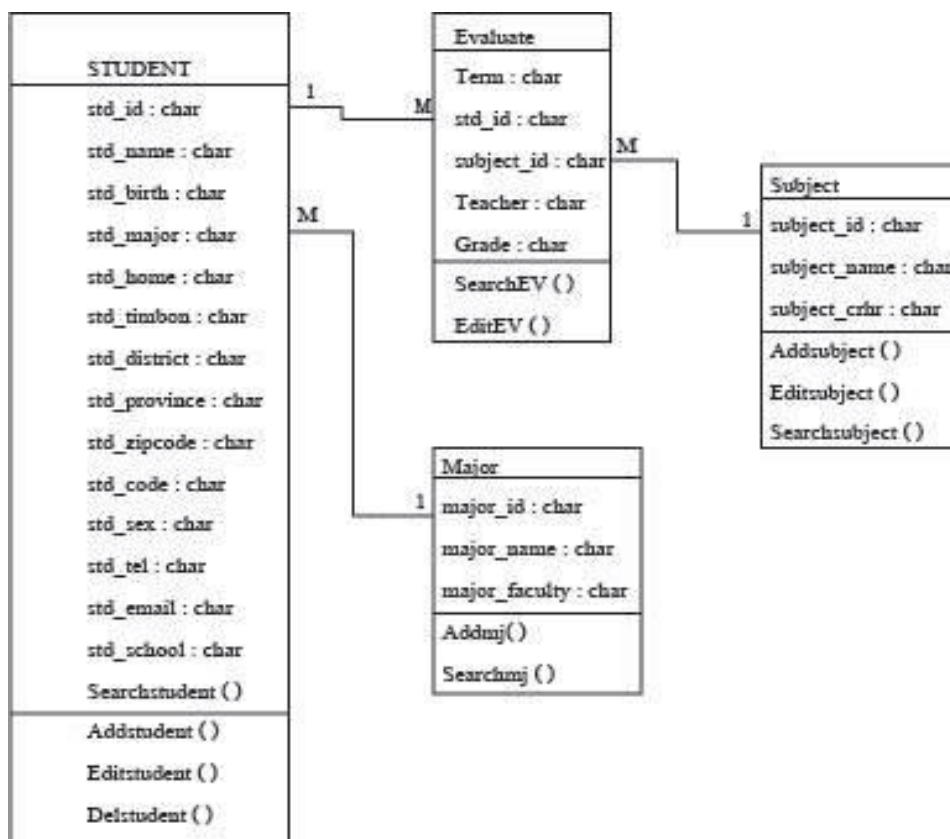 STUDENT
std_id : char
std_name : char
std_birth : char
std_major : char
std_home : char
std_timbon : char
std_district : char
std_province : char
std_zipcode : char
std_code : char
std_sex : char
std_tel : char
std_email : char
std_school : char
Searchstudent ( )
Addstudent ( )
Editstudent ( )
Delstudent ( )
1
M
M
1
Evaluate
Term : char
std_id : char
subject_id : char
Teacher : char
Grade : char
SearchEV ( )
EditEV ( )
M
1
Subject
subject_id : char
subject_name : char
subject_crhr : char
Addsubject ( )
Editsubject ( )
Searchsubject ( )
Major
major_id : char
major_name : char
major_faculty : char
Addmj()
Searchmj ( )